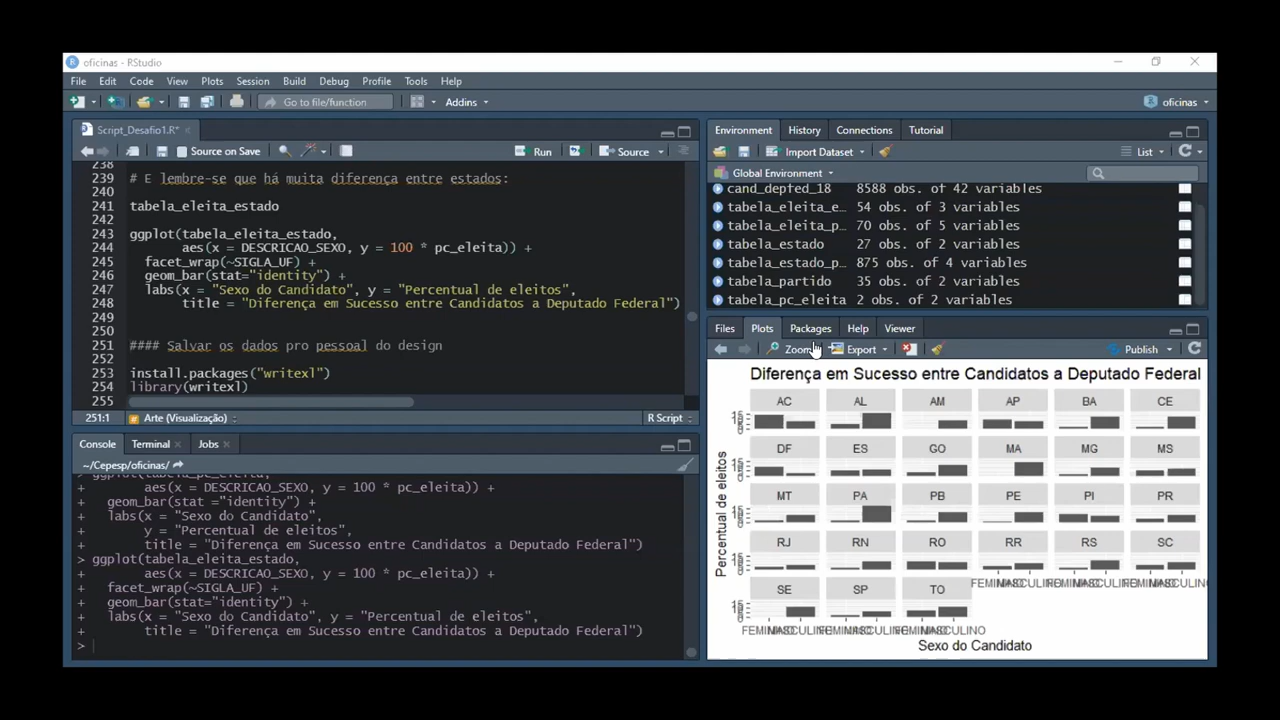 oficinas - RStudio
File Edit Code View Plots Session Build Debug Profile Tools Help
Go to file/function Addins oficinas
Script_Desafio1.R*
Source on Save Run Source
238
239 # E lembre-se que há muita diferença entre estados:
240
241 tabela_eleita_estado
242
243 ggplot(tabela_eleita_estado,
244 aes(x = DESCRICAO_SEXO, y = 100 * pc_eleita)) +
245 facet_wrap(~SIGLA_UF) +
246 geom_bar(stat="identity") +
247 labs(x = "Sexo do Candidato", y = "Percentual de eleitos",
248 title = "Diferença em Sucesso entre Candidatos a Deputado Federal")
249
250
251 #### Salvar os dados pro pessoal do design
252
253 install.packages("writexl")
254 library(writexl)
255
251:1 Arte (Visualização) R Script
Console Terminal Jobs
~/Cepesp/oficinas/
> ggplot(tabela_pc_eleita,
+ aes(x = DESCRICAO_SEXO, y = 100 * pc_eleita)) +
+ geom_bar(stat ="identity") +
+ labs(x = "Sexo do Candidato",
+ y = "Percentual de eleitos",
+ title = "Diferença em Sucesso entre Candidatos a Deputado Federal")
> ggplot(tabela_eleita_estado,
+ aes(x = DESCRICAO_SEXO, y = 100 * pc_eleita)) +
+ facet_wrap(~SIGLA_UF) +
+ geom_bar(stat="identity") +
+ labs(x = "Sexo do Candidato", y = "Percentual de eleitos",
+ title = "Diferença em Sucesso entre Candidatos a Deputado Federal")
>
Environment History Connections Tutorial
Import Dataset List
Global Environment
cand_depfed_18 8588 obs. of 42 variables
tabela_eleita_e… 54 obs. of 3 variables
tabela_eleita_p… 70 obs. of 5 variables
tabela_estado 27 obs. of 2 variables
tabela_estado_p… 875 obs. of 4 variables
tabela_partido 35 obs. of 2 variables
tabela_pc_eleita 2 obs. of 2 variables
Files Plots Packages Help Viewer
Zoom Export Publish
Diferença em Sucesso entre Candidatos a Deputado Federal
AC AL AM AP BA CE
DF ES GO MA MG MS
MT PA PB PE PI PR
RJ RN RO RR RS SC
SE SP TO
Percentual de eleitos
Sexo do Candidato